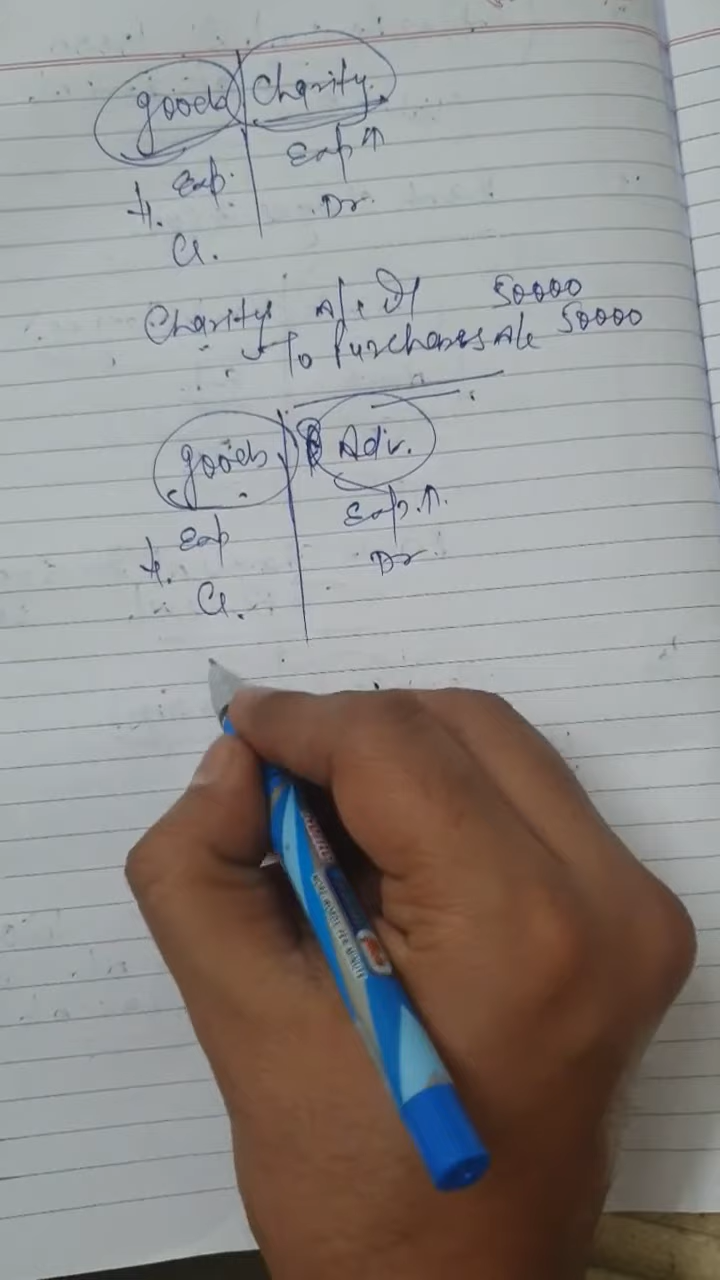 goods Charity
Exp. Exp ↑
↓. Dr.
Cr.
Charity A/c Dr 50000
To Purchases A/c 50000
goods Adv.
Exp Exp. ↑.
↓. Dr
Cr.